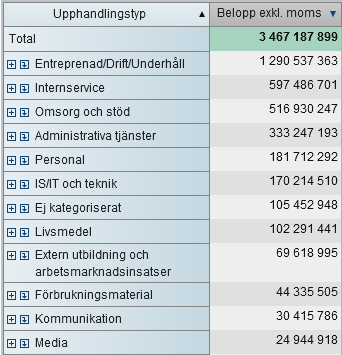 Upphandlingstyp Belopp exkl. moms
Total 3 467 187 899
Entreprenad/Drift/Underhåll 1 290 537 363
Internservice 597 486 701
Omsorg och stöd 516 930 247
Administrativa tjänster 333 247 193
Personal 181 712 292
IS/IT och teknik 170 214 510
Ej kategoriserat 105 452 948
Livsmedel 102 291 441
Extern utbildning och 69 618 995
arbetsmarknadsinsatser
Förbrukningsmaterial 44 335 505
Kommunikation 30 415 786
Media 24 944 918